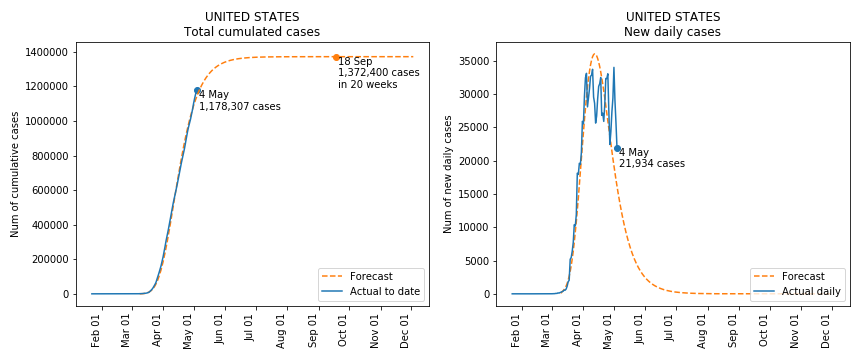 UNITED STATES
Total cumulated cases
Num of cumulative cases
1400000
1200000
1000000
800000
600000
400000
200000
0
18 Sep
1,372,400 cases
in 20 weeks
4 May
1,178,307 cases
Forecast
Actual to date
Feb 01
Mar 01
Apr 01
May 01
Jun 01
Jul 01
Aug 01
Sep 01
Oct 01
Nov 01
Dec 01
UNITED STATES
New daily cases
Num of new daily cases
35000
30000
25000
20000
15000
10000
5000
0
4 May
21,934 cases
Forecast
Actual daily
Feb 01
Mar 01
Apr 01
May 01
Jun 01
Jul 01
Aug 01
Sep 01
Oct 01
Nov 01
Dec 01